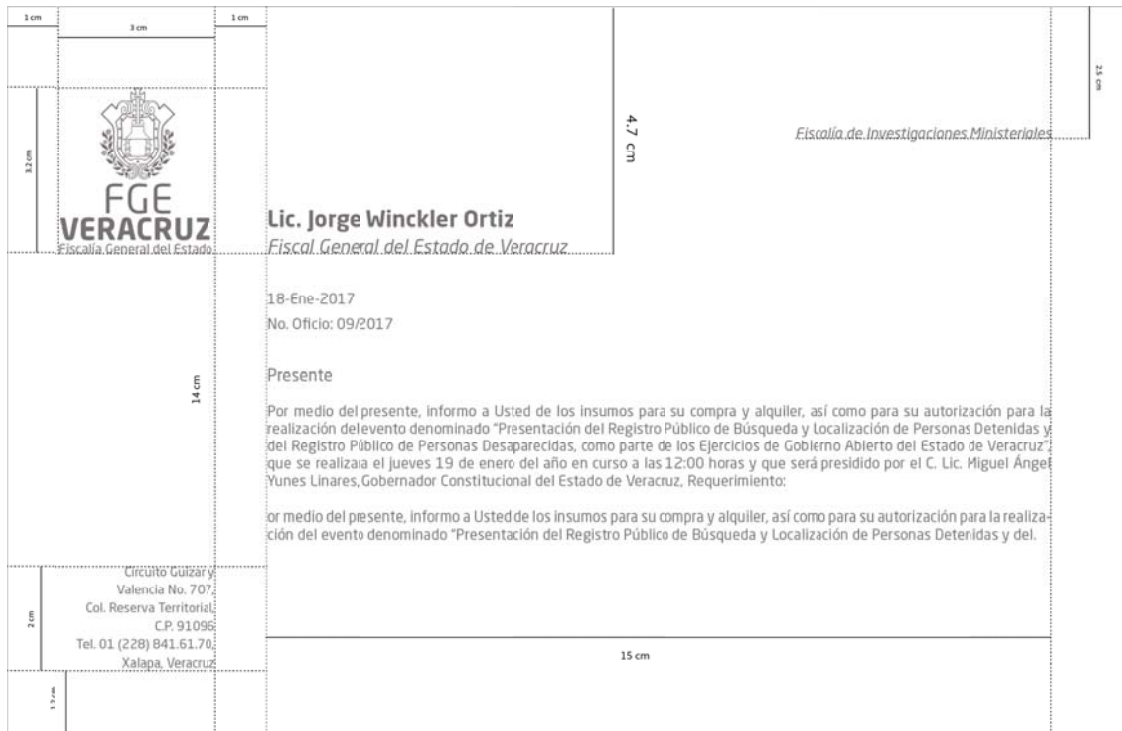 1 cm
3 cm
1 cm
2.5 cm
3.2 cm
4.7 cm
Fiscalía de Investigaciones Ministeriales
FGE
VERACRUZ
Fiscalía General del Estado
Lic. Jorge Winckler Ortiz
Fiscal General del Estado de Veracruz
18-Ene-2017
No. Oficio: 09/2017
Presente
14 cm
Por medio del presente, informo a Usted de los insumos para su compra y alquiler, así como para su autorización para la
realización del evento denominado "Presentación del Registro Público de Búsqueda y Localización de Personas Detenidas y
del Registro Público de Personas Desaparecidas, como parte de los Ejercicios de Gobierno Abierto del Estado de Veracruz",
que se realizaia el jueves 19 de enero del año en curso a las 12:00 horas y que será presidido por el C. Lic. Miguel Ángel
Yunes Linares, Gobernador Constitucional del Estado de Veracruz, Requerimiento:
or medio del presente, informo a Usted de los insumos para su compra y alquiler, así como para su autorización para la realiza-
ción del evento denominado "Presentación del Registro Público de Búsqueda y Localización de Personas Detenidas y del.
Circuito Guizar y
Valencia No. 707,
Col. Reserva Territorial,
C.P. 91096
Tel. 01 (228) 841.61.70,
Xalapa, Veracruz
2 cm
15 cm
1.2 cm